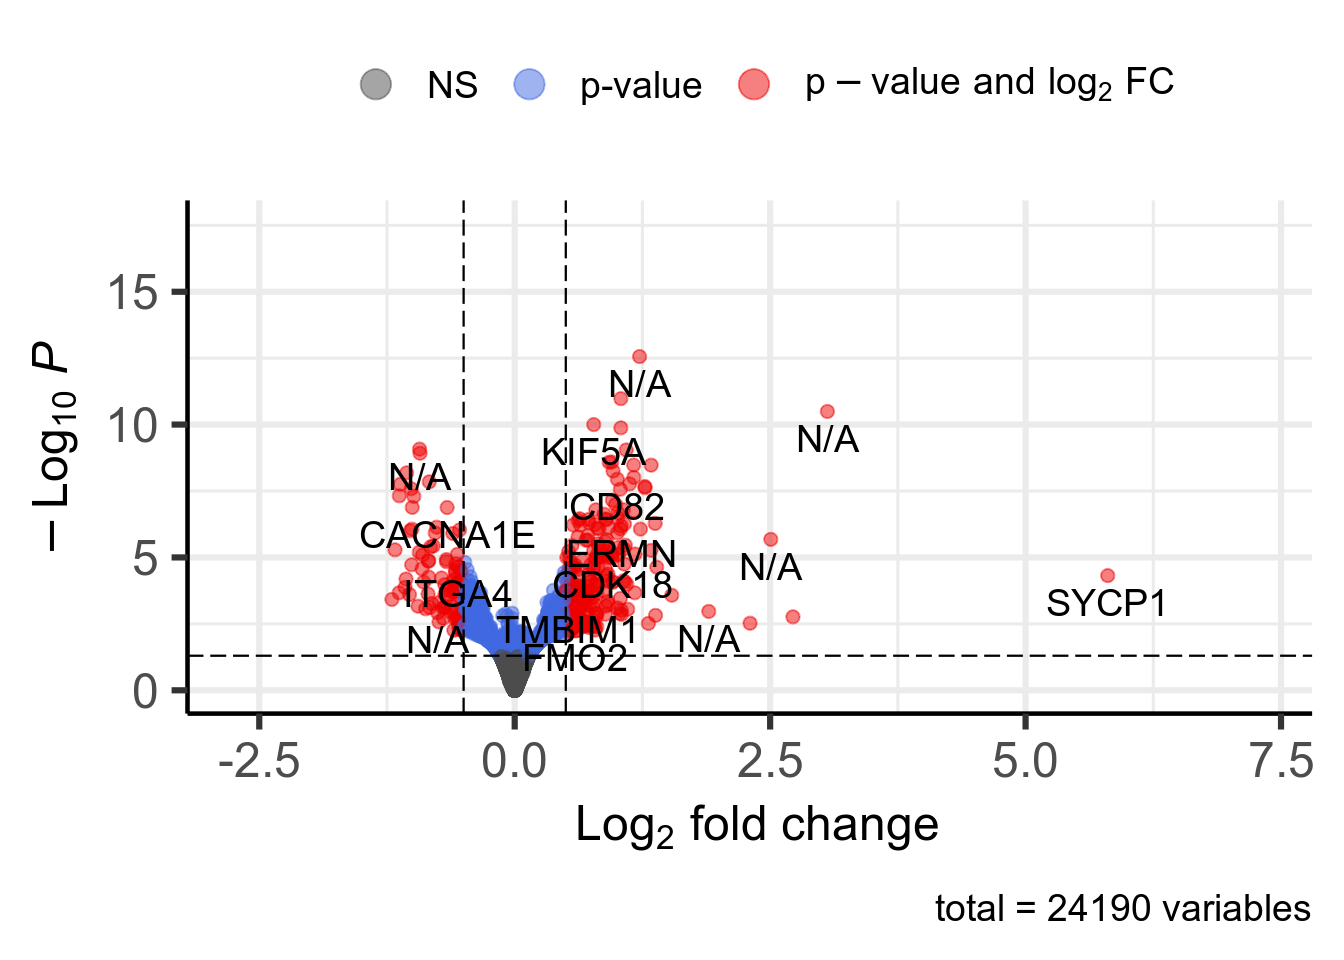 NS p-value p – value and log₂ FC
– Log₁₀ P
15
10
5
0
N/A
N/A
KIF5A
N/A
CD82
CACNA1E
ERMN
N/A
CDK18
ITGA4
SYCP1
TMBIM1
N/A
N/A
FMO2
-2.5 0.0 2.5 5.0 7.5
Log₂ fold change
total = 24190 variables